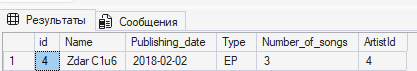 Результаты Сообщения
id Name Publishing_date Type Number_of_songs ArtistId
1 4 Zdar C1u6 2018-02-02 EP 3 4